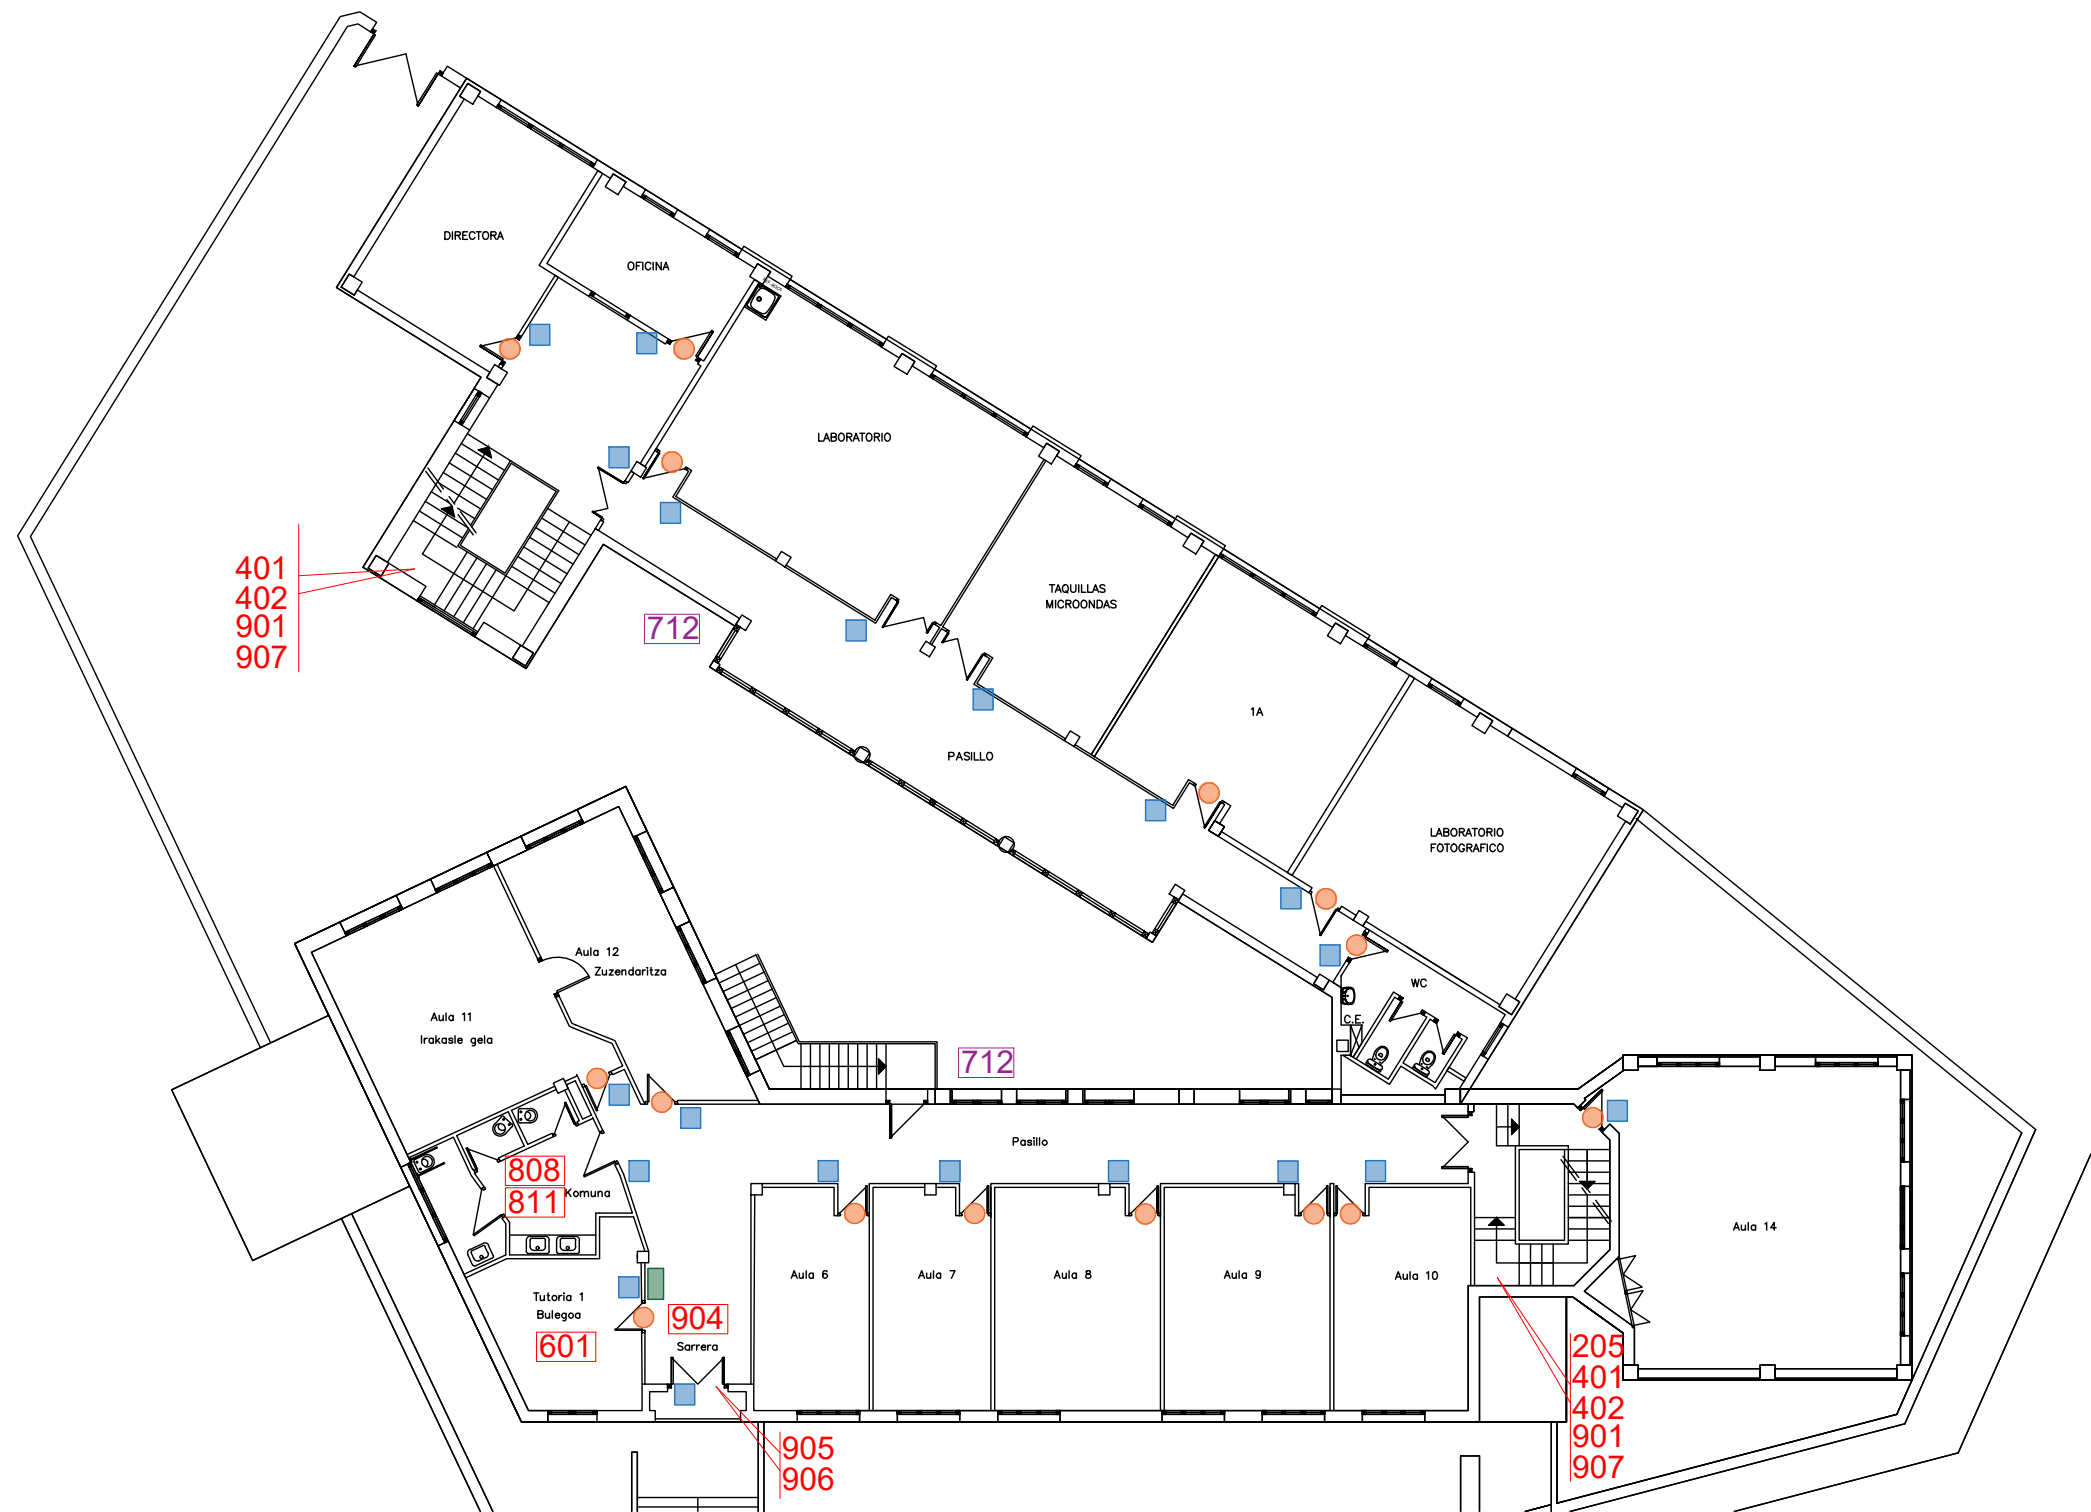 DIRECTORA
OFICINA
LABORATORIO
401
402
901
907
712
TAQUILLAS
MICROONDAS
1A
PASILLO
LABORATORIO
FOTOGRAFICO
Aula 12
Zuzendaritza
WC
Aula 11
Irakasle gela
C.E.
712
Pasillo
808
811
Komuna
Aula 6
Aula 7
Aula 8
Aula 9
Aula 10
Aula 14
Tutoria 1
Bulegoa
601
904
Sarrera
205
401
402
901
907
905
906